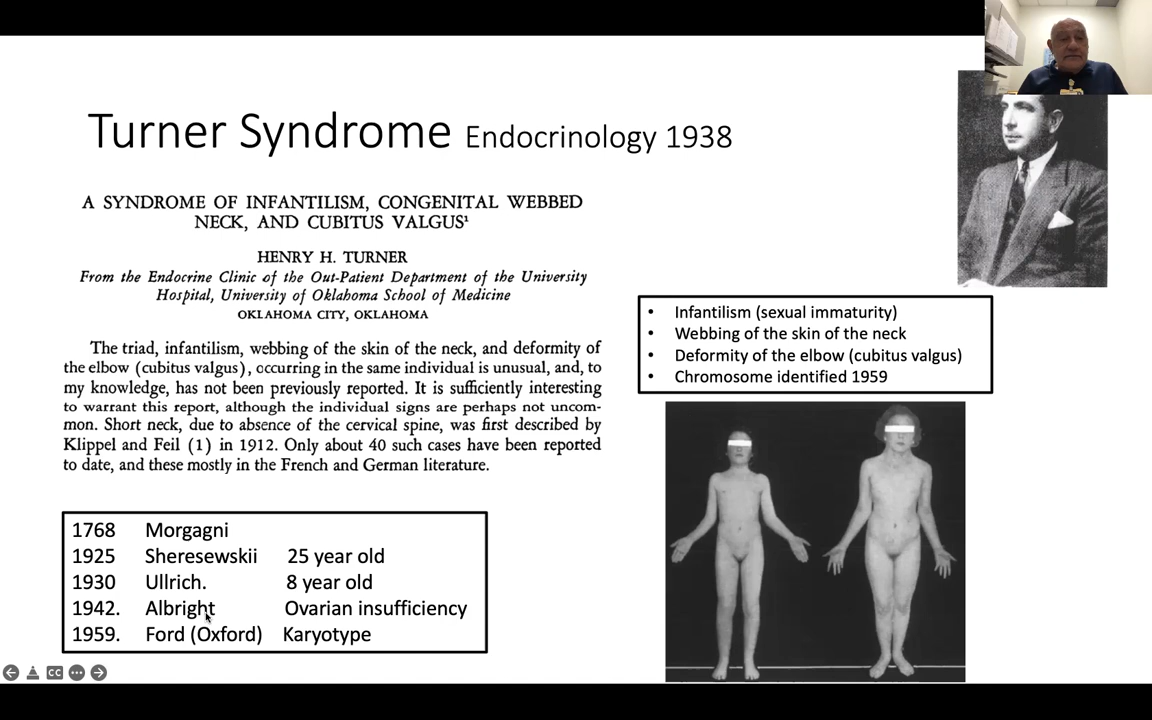 Turner Syndrome Endocrinology 1938
A SYNDROME OF INFANTILISM, CONGENITAL WEBBED
NECK, AND CUBITUS VALGUS¹
HENRY H. TURNER
From the Endocrine Clinic of the Out-Patient Department of the University
Hospital, University of Oklahoma School of Medicine
OKLAHOMA CITY, OKLAHOMA
The triad, infantilism, webbing of the skin of the neck, and deformity of
the elbow (cubitus valgus), occurring in the same individual is unusual, and, to
my knowledge, has not been previously reported. It is sufficiently interesting
to warrant this report, although the individual signs are perhaps not uncom-
mon. Short neck, due to absence of the cervical spine, was first described by
Klippel and Feil (1) in 1912. Only about 40 such cases have been reported
to date, and these mostly in the French and German literature.
• Infantilism (sexual immaturity)
• Webbing of the skin of the neck
• Deformity of the elbow (cubitus valgus)
• Chromosome identified 1959
1768 Morgagni
1925 Sheresewskii 25 year old
1930 Ullrich. 8 year old
1942. Albright Ovarian insufficiency
1959. Ford (Oxford) Karyotype
CC